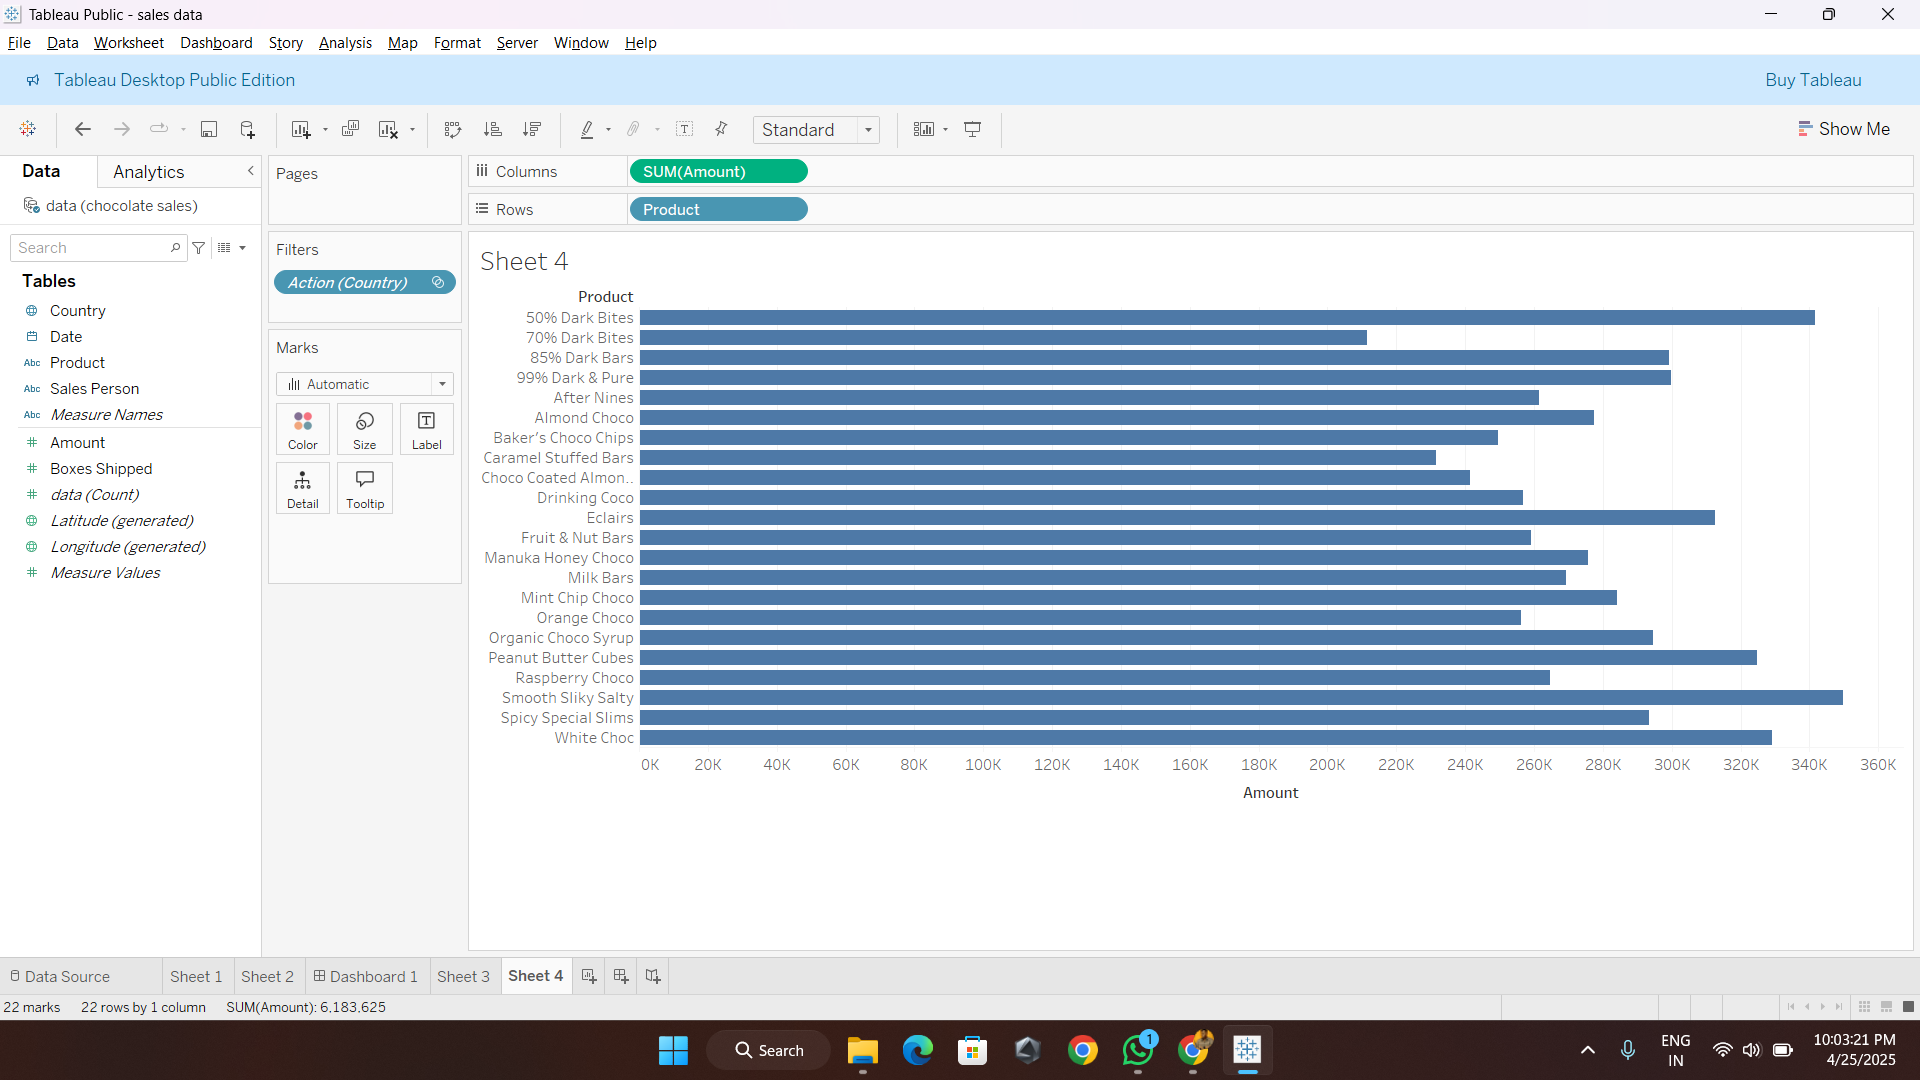 Tableau Public - sales data
File Data Worksheet Dashboard Story Analysis Map Format Server Window Help
Tableau Desktop Public Edition
Buy Tableau
Standard
Show Me
Data
Analytics
data (chocolate sales)
Search
Tables
Country
Date
Abc Product
Abc Sales Person
Abc Measure Names
Amount
Boxes Shipped
data (Count)
Latitude (generated)
Longitude (generated)
Measure Values
Pages
Filters
Action (Country)
Marks
Automatic
Color Size Label
Detail Tooltip
Columns SUM(Amount)
Rows Product
Sheet 4
Product
50% Dark Bites
70% Dark Bites
85% Dark Bars
99% Dark & Pure
After Nines
Almond Choco
Baker's Choco Chips
Caramel Stuffed Bars
Choco Coated Almon..
Drinking Coco
Eclairs
Fruit & Nut Bars
Manuka Honey Choco
Milk Bars
Mint Chip Choco
Orange Choco
Organic Choco Syrup
Peanut Butter Cubes
Raspberry Choco
Smooth Sliky Salty
Spicy Special Slims
White Choc
0K 20K 40K 60K 80K 100K 120K 140K 160K 180K 200K 220K 240K 260K 280K 300K 320K 340K 360K
Amount
Data Source Sheet 1 Sheet 2 Dashboard 1 Sheet 3 Sheet 4
22 marks 22 rows by 1 column SUM(Amount): 6,183,625
Search
1
ENG
IN
10:03:21 PM
4/25/2025